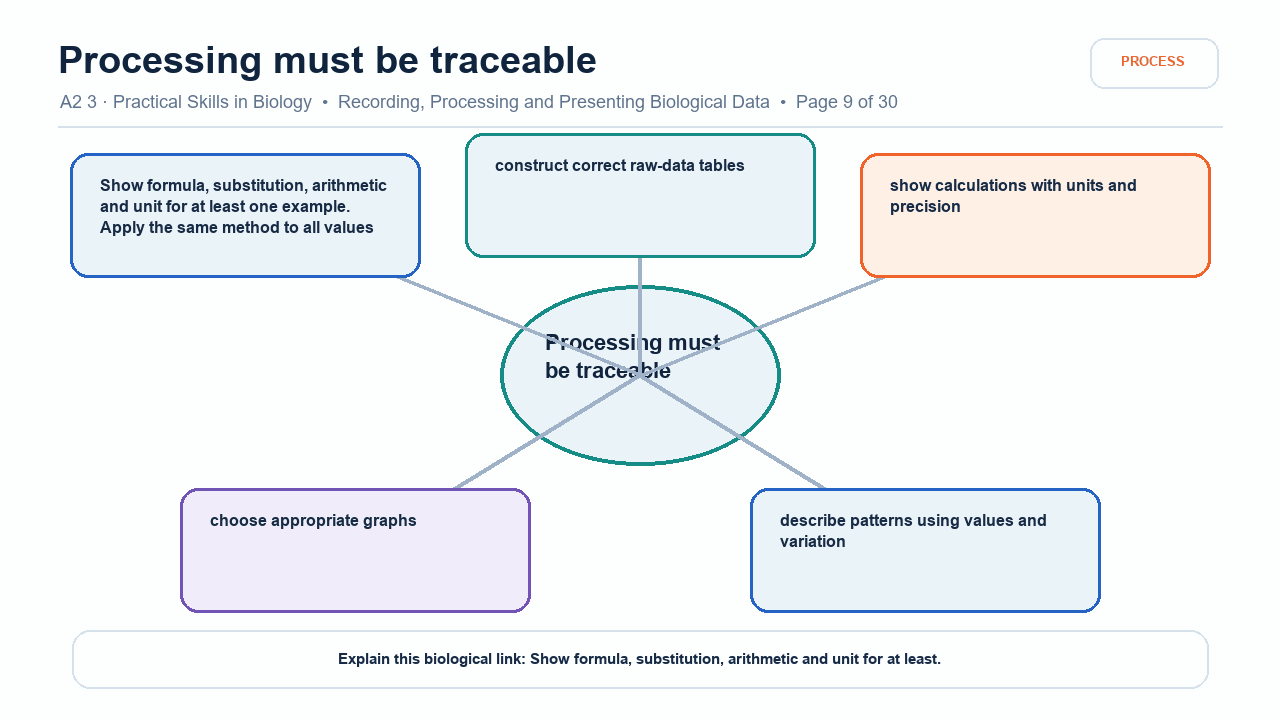 Processing must be traceable
PROCESS
A2 3 · Practical Skills in Biology • Recording, Processing and Presenting Biological Data • Page 9 of 30
Show formula, substitution, arithmetic
and unit for at least one example.
Apply the same method to all values
construct correct raw-data tables
show calculations with units and
precision
Processing must
be traceable
choose appropriate graphs
describe patterns using values and
variation
Explain this biological link: Show formula, substitution, arithmetic and unit for at least.